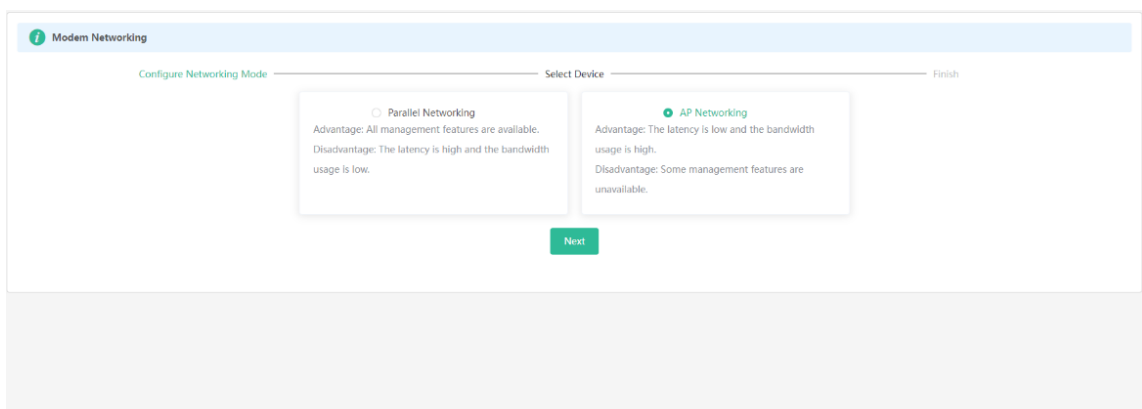 Modem Networking
Configure Networking Mode
Select Device
Finish
Parallel Networking
Advantage: All management features are available.
Disadvantage: The latency is high and the bandwidth
usage is low.
AP Networking
Advantage: The latency is low and the bandwidth
usage is high.
Disadvantage: Some management features are
unavailable.
Next